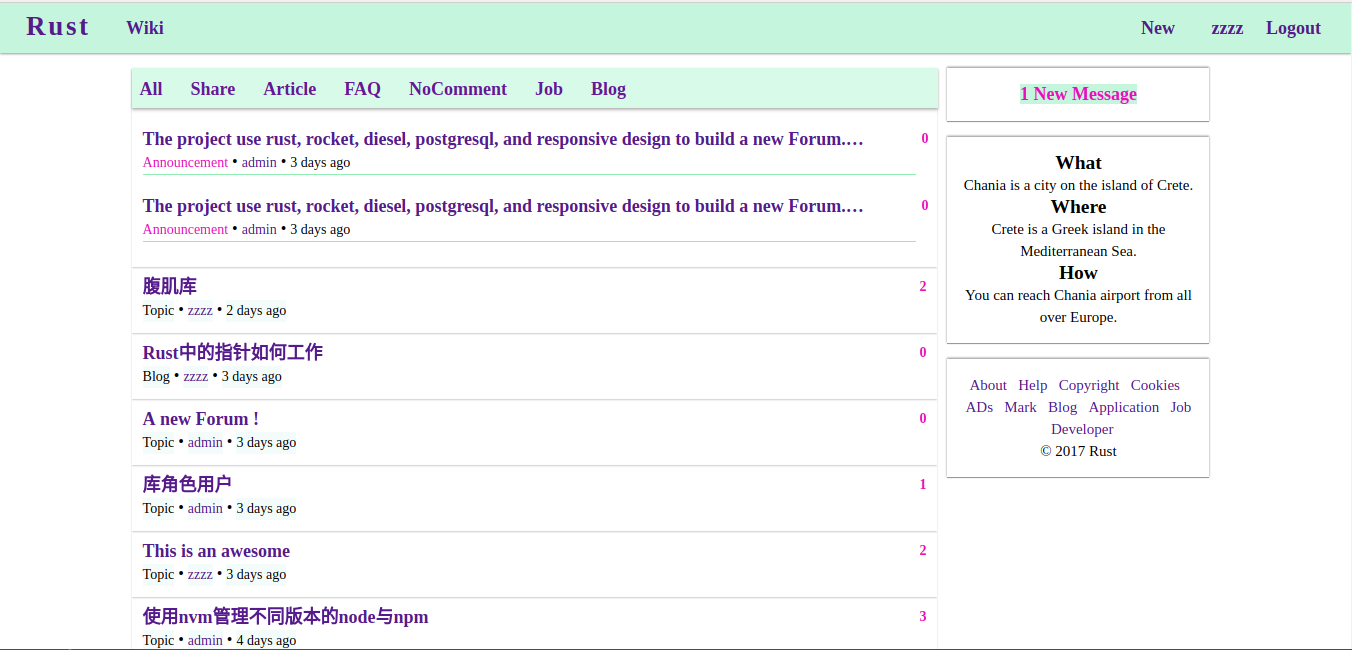 Rust Wiki New zzzz Logout
All Share Article FAQ NoComment Job Blog
The project use rust, rocket, diesel, postgresql, and responsive design to build a new Forum.… 0
Announcement • admin • 3 days ago
The project use rust, rocket, diesel, postgresql, and responsive design to build a new Forum.… 0
Announcement • admin • 3 days ago
腹肌库 2
Topic • zzzz • 2 days ago
Rust中的指针如何工作 0
Blog • zzzz • 3 days ago
A new Forum ! 0
Topic • admin • 3 days ago
库角色用户 1
Topic • admin • 3 days ago
This is an awesome 2
Topic • zzzz • 3 days ago
使用nvm管理不同版本的node与npm 3
Topic • admin • 4 days ago
1 New Message
What
Chania is a city on the island of Crete.
Where
Crete is a Greek island in the
Mediterranean Sea.
How
You can reach Chania airport from all
over Europe.
About Help Copyright Cookies
ADs Mark Blog Application Job
Developer
© 2017 Rust